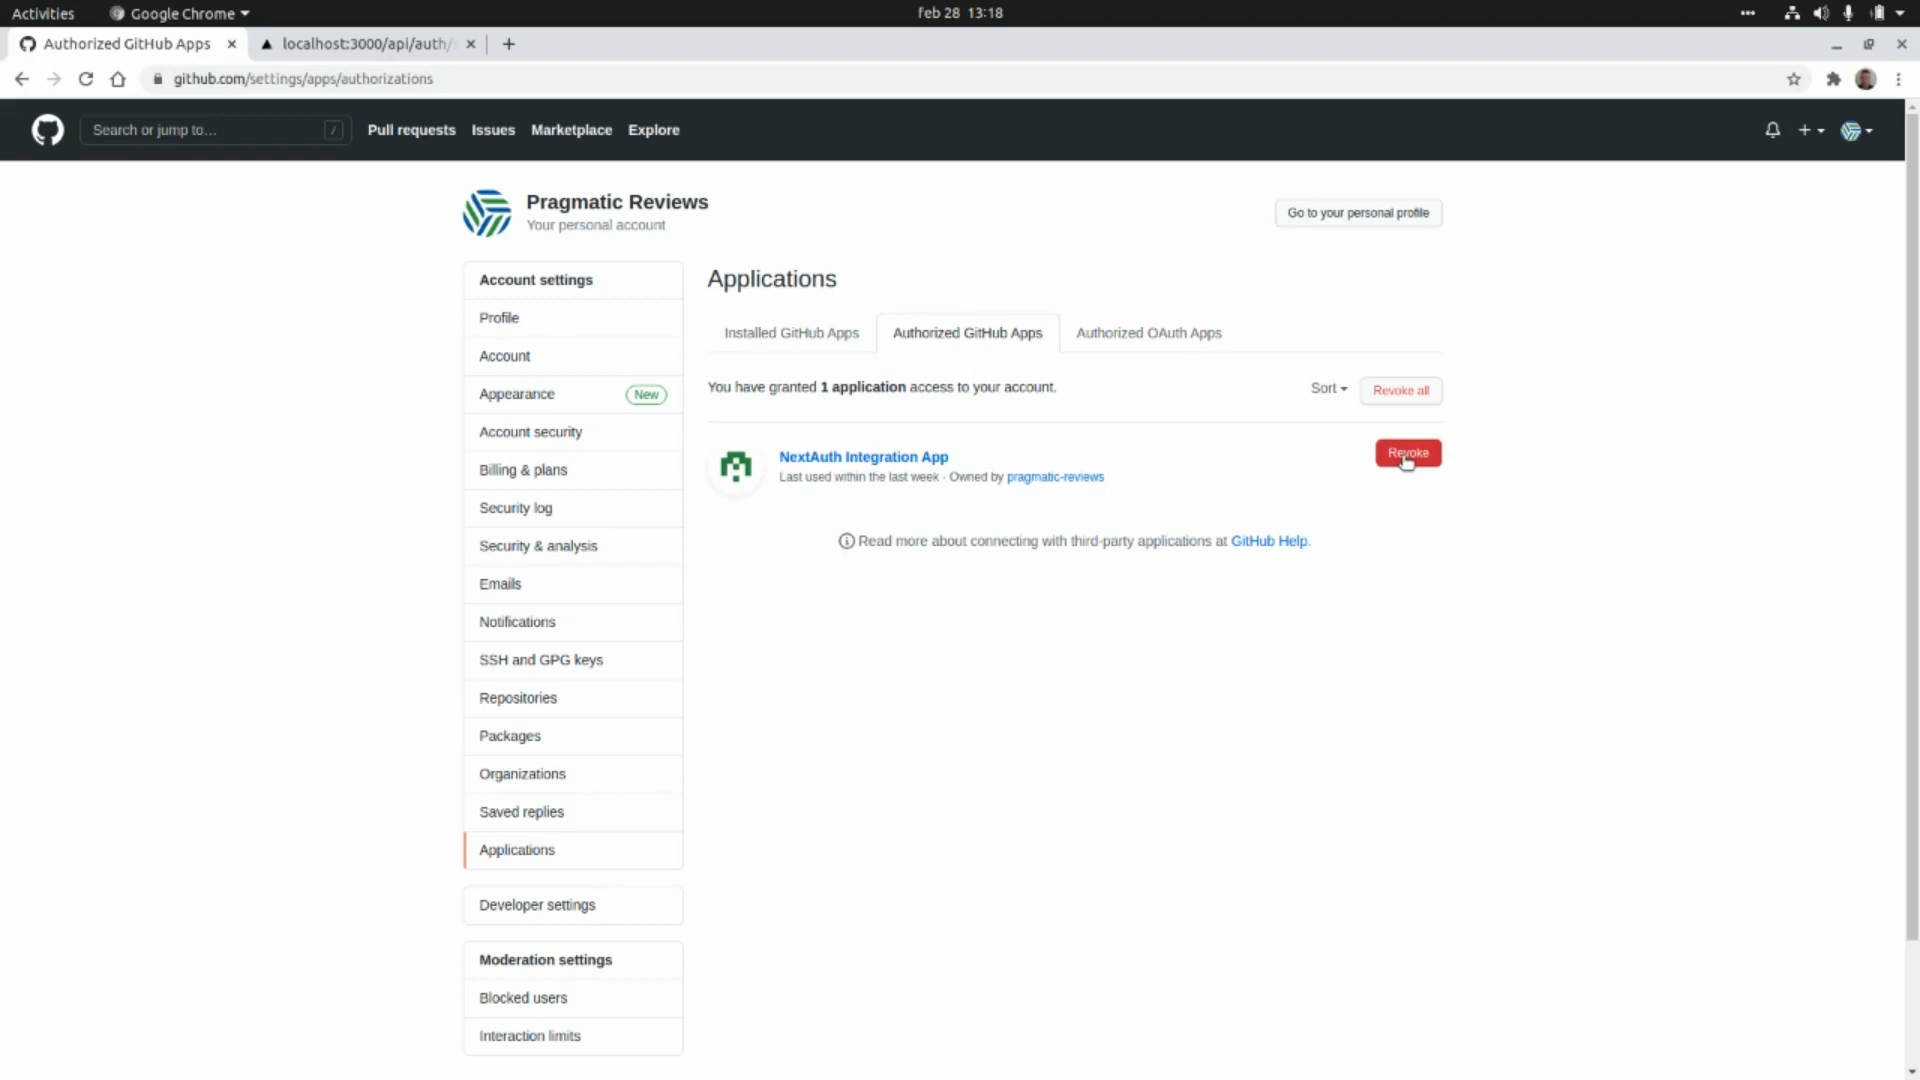 Activities
Google Chrome
feb 28 13:18
Authorized GitHub Apps
localhost:3000/api/auth/
github.com/settings/apps/authorizations
Search or jump to…
/
Pull requests
Issues
Marketplace
Explore
Pragmatic Reviews
Your personal account
Go to your personal profile
Account settings
Profile
Account
Appearance
New
Account security
Billing & plans
Security log
Security & analysis
Emails
Notifications
SSH and GPG keys
Repositories
Packages
Organizations
Saved replies
Applications
Developer settings
Moderation settings
Blocked users
Interaction limits
Applications
Installed GitHub Apps
Authorized GitHub Apps
Authorized OAuth Apps
You have granted 1 application access to your account.
Sort
Revoke all
NextAuth Integration App
Revoke
Last used within the last week · Owned by pragmatic-reviews
Read more about connecting with third-party applications at GitHub Help.